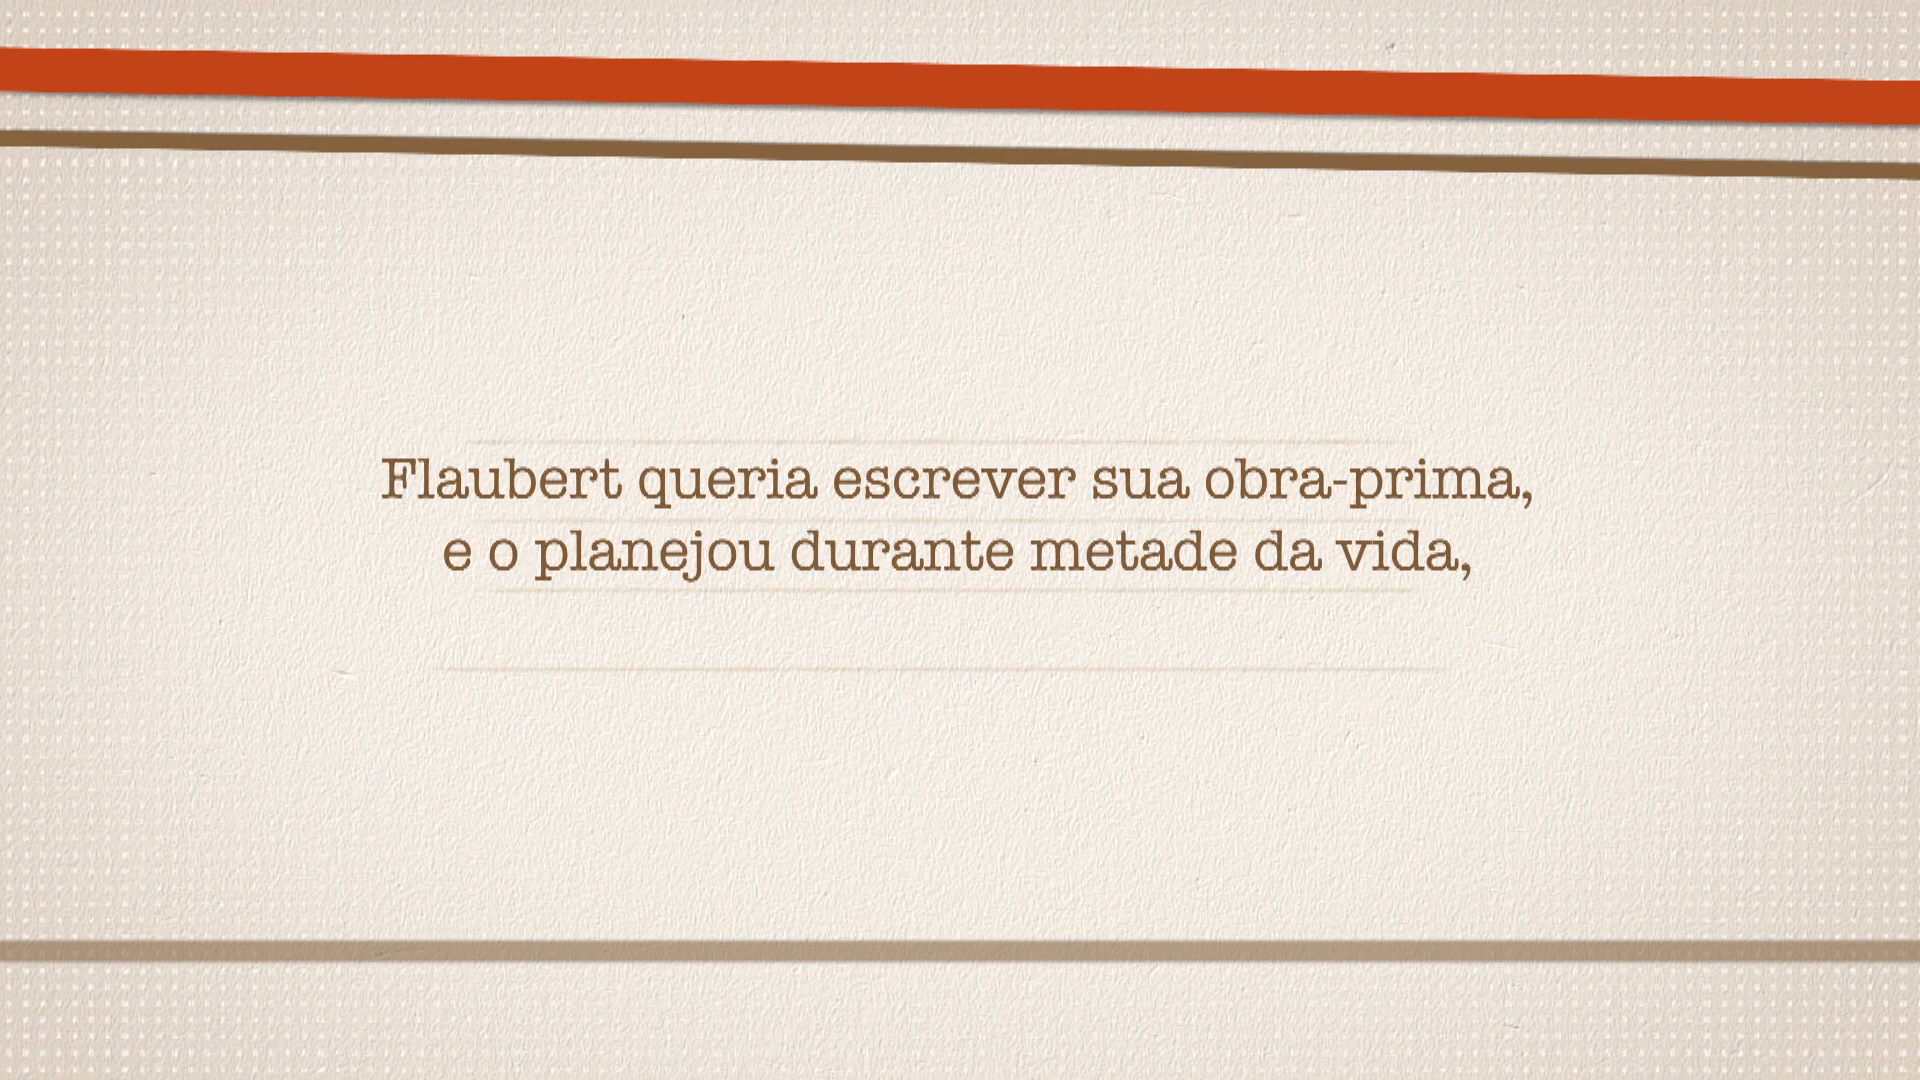 Flaubert queria escrever sua obra-prima,
e o planejou durante metade da vida,